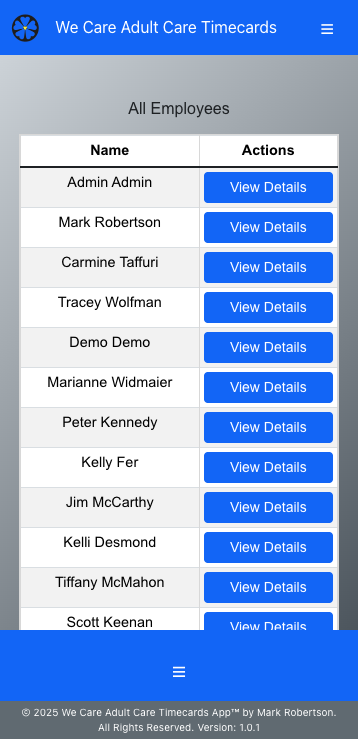 We Care Adult Care Timecards
All Employees
Name Actions
Admin Admin View Details
Mark Robertson View Details
Carmine Taffuri View Details
Tracey Wolfman View Details
Demo Demo View Details
Marianne Widmaier View Details
Peter Kennedy View Details
Kelly Fer View Details
Jim McCarthy View Details
Kelli Desmond View Details
Tiffany McMahon View Details
Scott Keenan View Details
© 2025 We Care Adult Care Timecards App™ by Mark Robertson.
All Rights Reserved. Version: 1.0.1